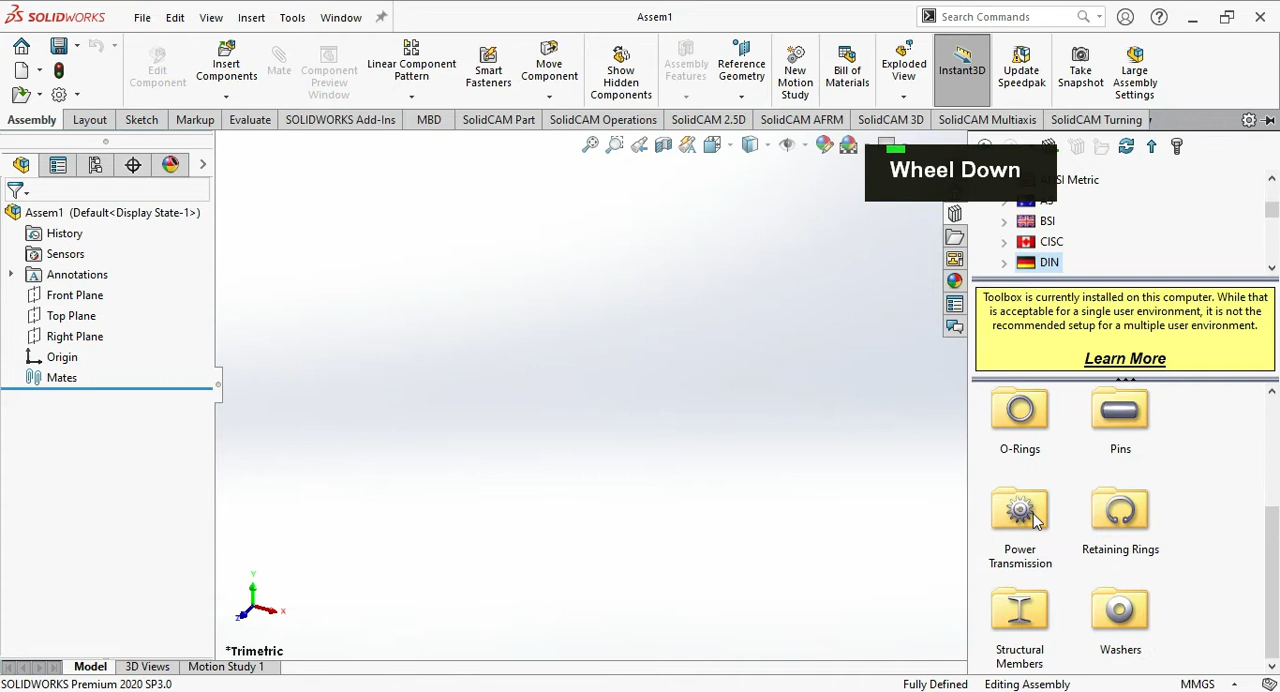 SOLIDWORKS File Edit View Insert Tools Window Assem1 Search Commands
Edit Component
Insert Components
Mate
Component Preview Window
Linear Component Pattern
Smart Fasteners
Move Component
Show Hidden Components
Assembly Features
Reference Geometry
New Motion Study
Bill of Materials
Exploded View
Instant3D
Update Speedpak
Take Snapshot
Large Assembly Settings
Assembly Layout Sketch Markup Evaluate SOLIDWORKS Add-Ins MBD SolidCAM Part SolidCAM Operations SolidCAM 2.5D SolidCAM AFRM SolidCAM 3D SolidCAM Multiaxis SolidCAM Turning
Wheel Down
Assem1 (Default<Display State-1>)
History
Sensors
Annotations
Front Plane
Top Plane
Right Plane
Origin
Mates
Metric
BSI
CISC
DIN
Toolbox is currently installed on this computer. While that
is acceptable for a single user environment, it is not the
recommended setup for a multiple user environment.
Learn More
O-Rings Pins
Power Transmission
Retaining Rings
Structural Members
Washers
Y
X
Z
*Trimetric
Model 3D Views Motion Study 1
SOLIDWORKS Premium 2020 SP3.0 Fully Defined Editing Assembly MMGS